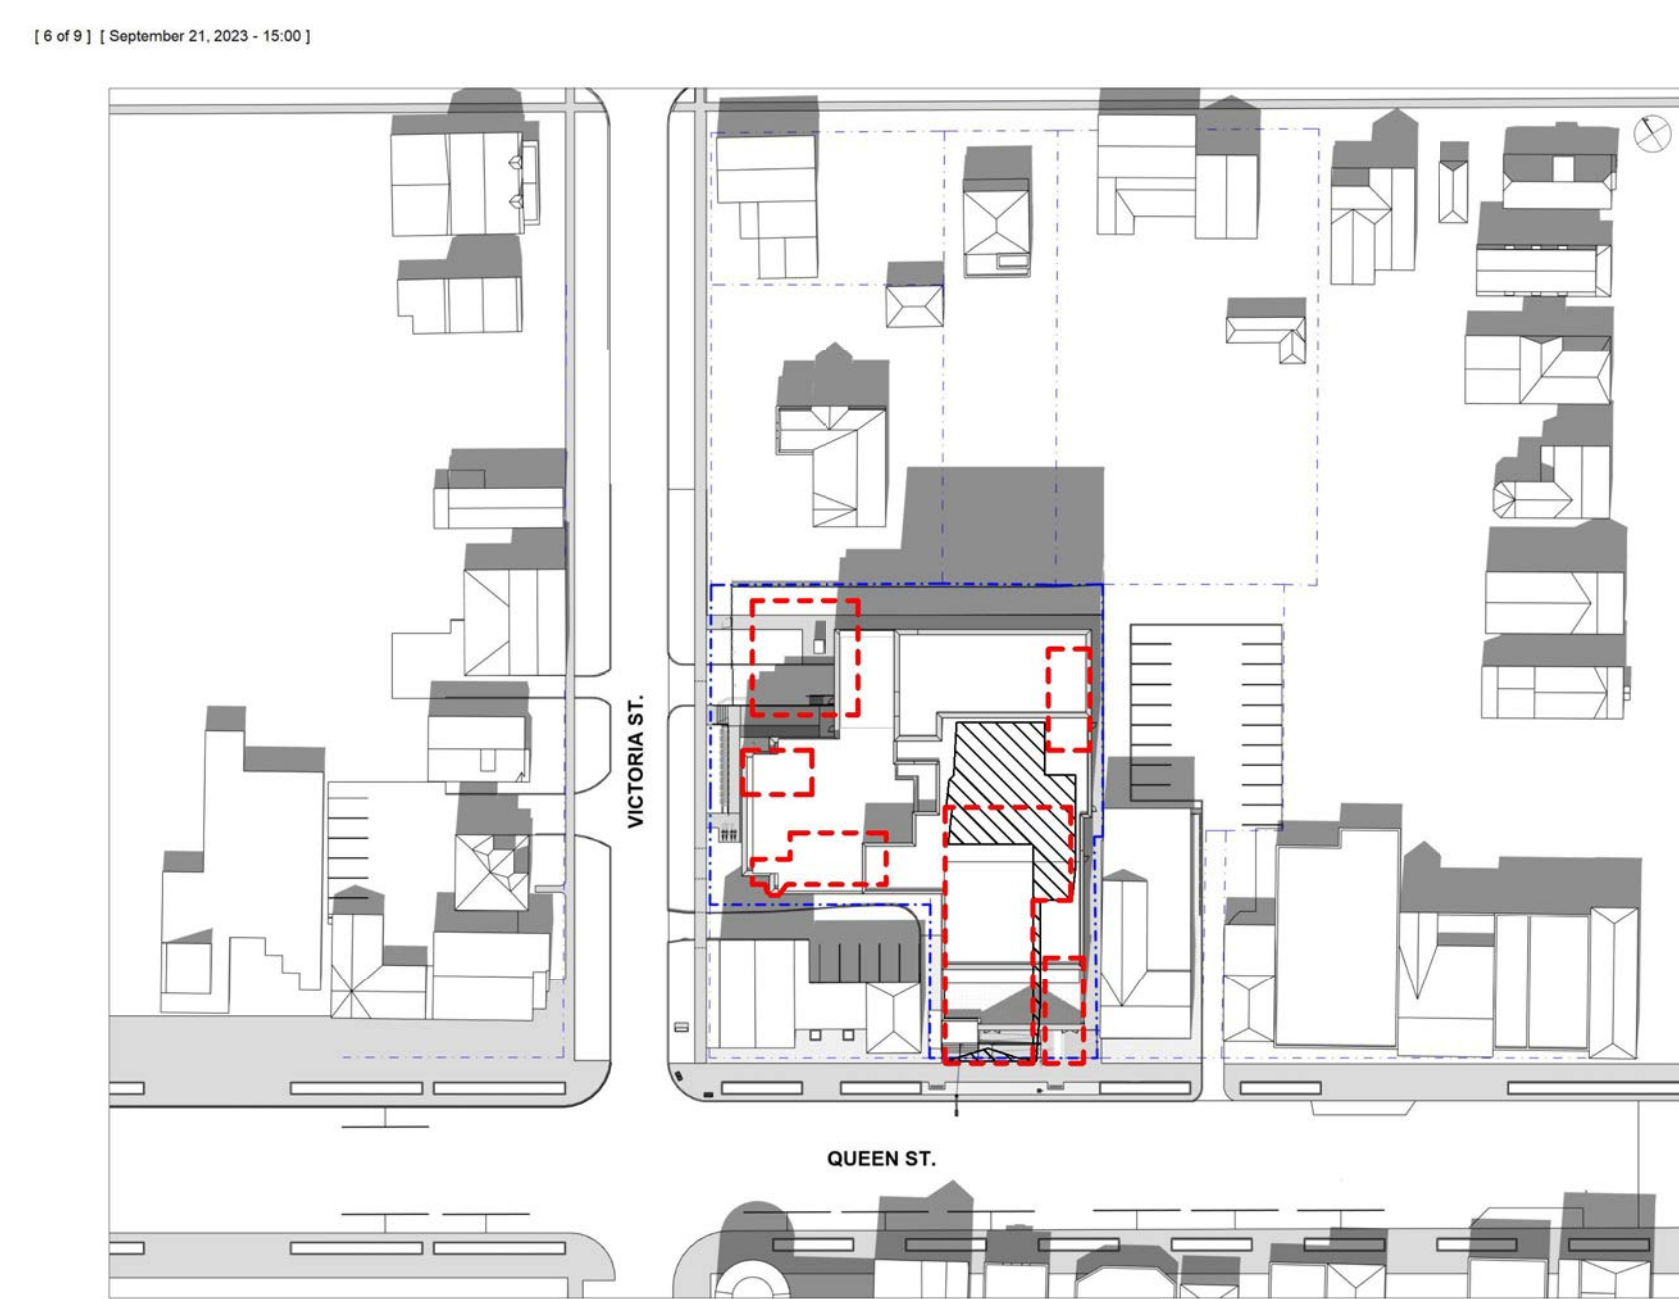 [ 6 of 9 ] [ September 21, 2023 - 15:00 ]
VICTORIA ST.
QUEEN ST.